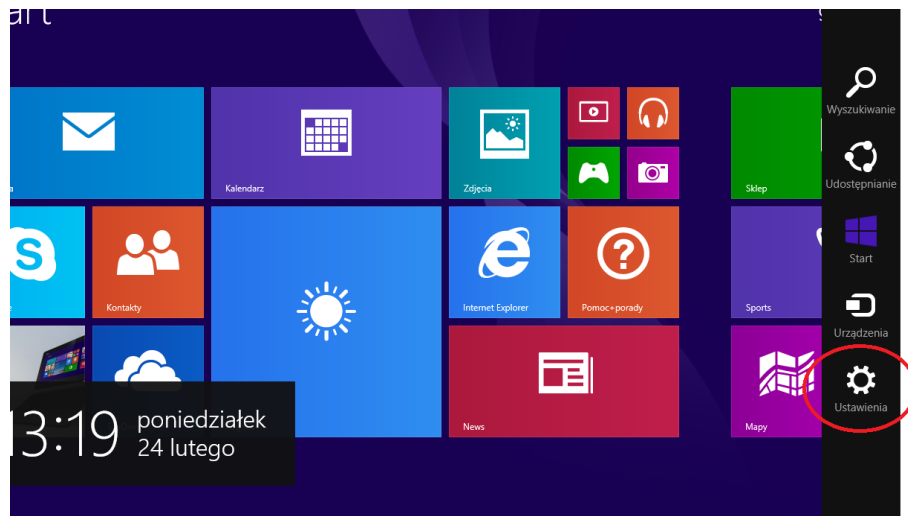 art
Wyszukiwanie
Udostępnianie
Start
Urządzenia
Ustawienia
Kalendarz
Zdjęcia
Sklep
Kontakty
Internet Explorer
Pomoc+porady
Sports
News
Mapy
13:19
poniedziałek
24 lutego